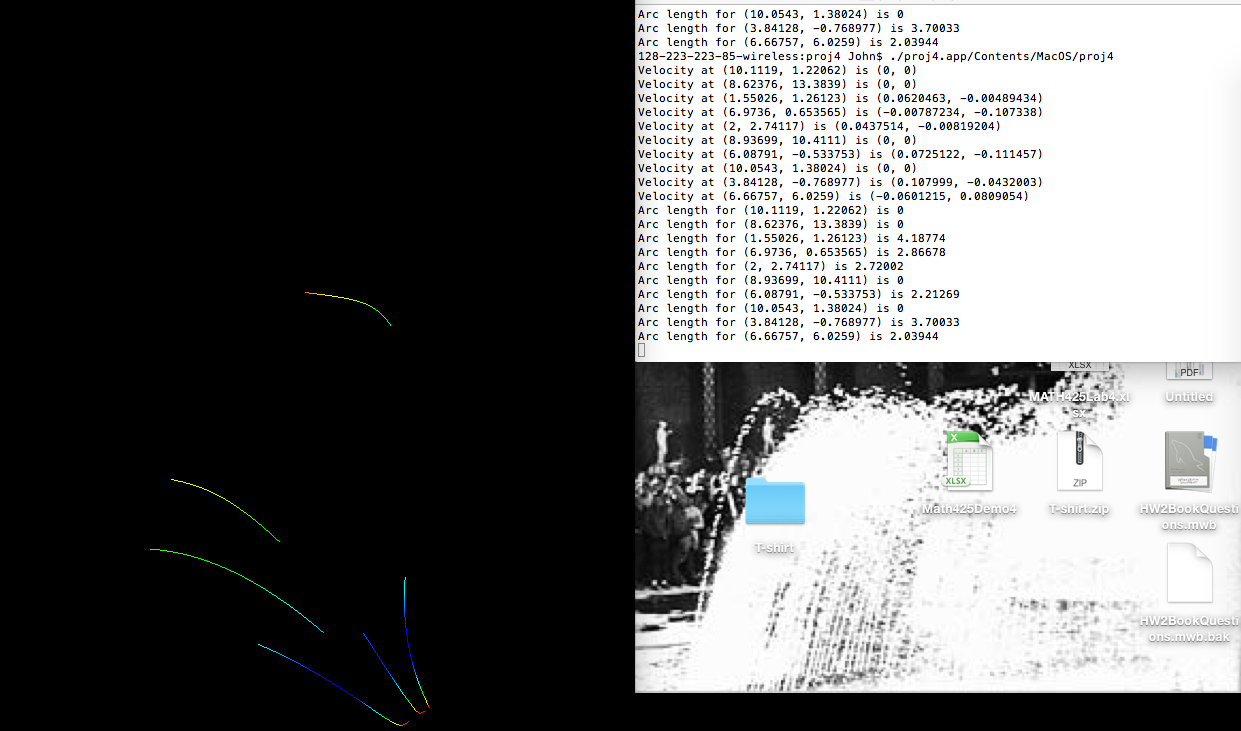 Arc length for (10.0543, 1.38024) is 0
Arc length for (3.84128, -0.768977) is 3.70033
Arc length for (6.66757, 6.0259) is 2.03944
128-223-223-85-wireless:proj4 John$ ./proj4.app/Contents/MacOS/proj4
Velocity at (10.1119, 1.22062) is (0, 0)
Velocity at (8.62376, 13.3839) is (0, 0)
Velocity at (1.55026, 1.26123) is (0.0620463, -0.00489434)
Velocity at (6.9736, 0.653565) is (-0.00787234, -0.107338)
Velocity at (2, 2.74117) is (0.0437514, -0.00819204)
Velocity at (8.93699, 10.4111) is (0, 0)
Velocity at (6.08791, -0.533753) is (0.0725122, -0.111457)
Velocity at (10.0543, 1.38024) is (0, 0)
Velocity at (3.84128, -0.768977) is (0.107999, -0.0432003)
Velocity at (6.66757, 6.0259) is (-0.0601215, 0.0809054)
Arc length for (10.1119, 1.22062) is 0
Arc length for (8.62376, 13.3839) is 0
Arc length for (1.55026, 1.26123) is 4.18774
Arc length for (6.9736, 0.653565) is 2.86678
Arc length for (2, 2.74117) is 2.72002
Arc length for (8.93699, 10.4111) is 0
Arc length for (6.08791, -0.533753) is 2.21269
Arc length for (10.0543, 1.38024) is 0
Arc length for (3.84128, -0.768977) is 3.70033
Arc length for (6.66757, 6.0259) is 2.03944
XLSX
PDF
MATH425Lab4.xl
sx
Untitled
XLSX
ZIP
Math425Demo4
T-shirt.zip
HW2BookQuesti
ons.mwb
T-shirt
HW2BookQuesti
ons.mwb.bak